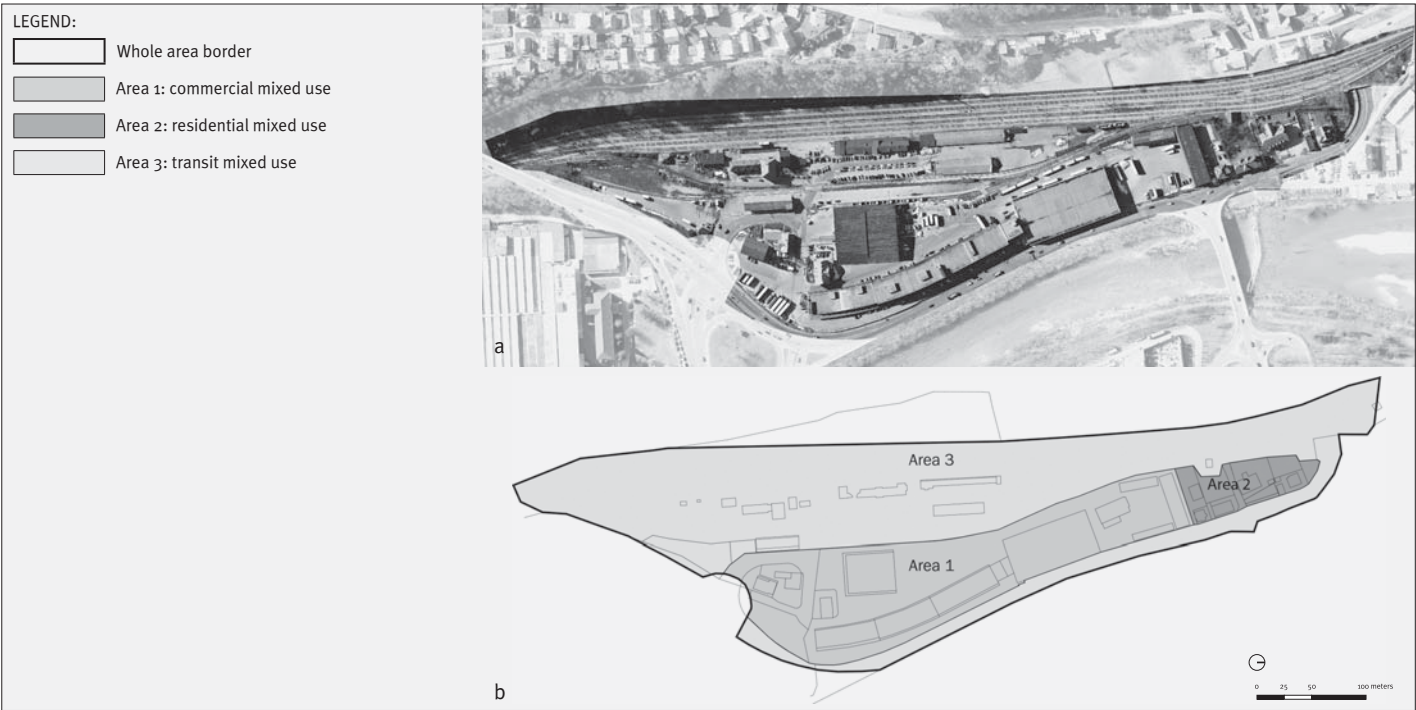 LEGEND:
Whole area border
Area 1: commercial mixed use
Area 2: residential mixed use
Area 3: transit mixed use
a
Area 3
Area 2
Area 1
b
0 25 50 100 meters